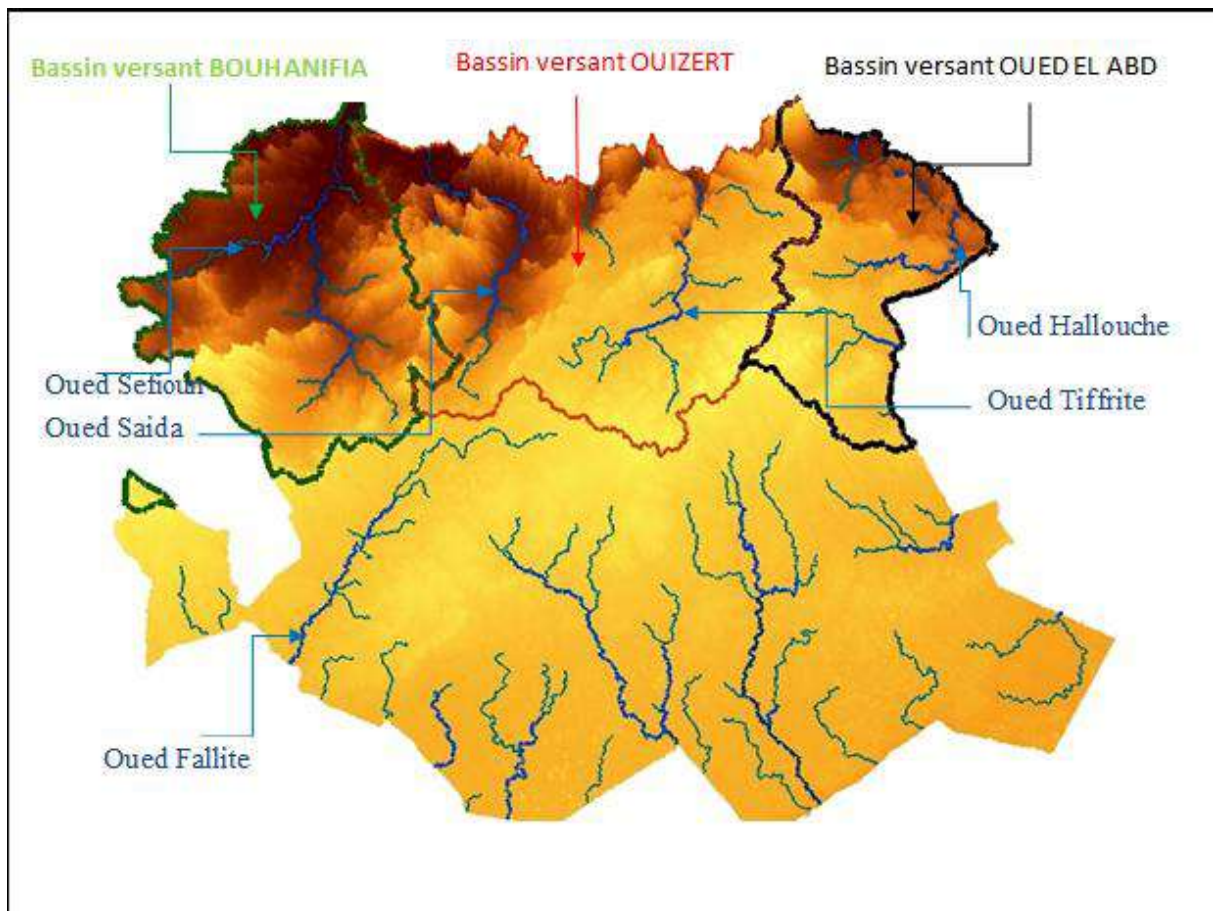 Bassin versant BOUHANIFIA
Bassin versant OUIZERT
Bassin versant OUED EL ABD
Oued Hallouche
Oued Sefioun
Oued Tiffrite
Oued Saida
Oued Fallite